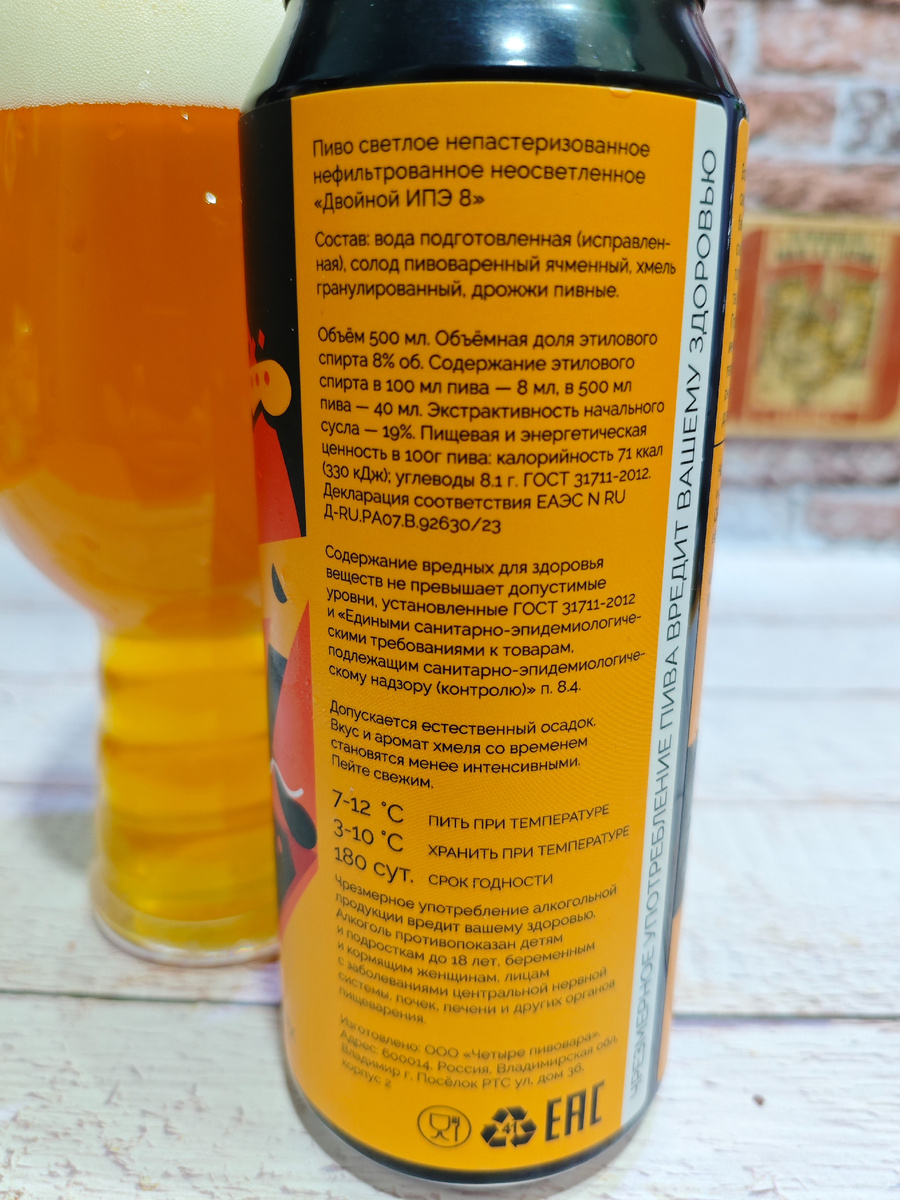 Пиво светлое непастеризованное
нефильтрованное неосветленное
«Двойной ИПЭ 8»
Состав: вода подготовленная (исправлен-
ная), солод пивоваренный ячменный, хмель
гранулированный, дрожжи пивные.
Объём 500 мл. Объёмная доля этилового
спирта 8% об. Содержание этилового
спирта в 100 мл пива — 8 мл, в 500 мл
пива — 40 мл. Экстрактивность начального
сусла — 19%. Пищевая и энергетическая
ценность в 100г пива: калорийность 71 ккал
(330 кДж); углеводы 8.1 г. ГОСТ 31711-2012.
Декларация соответствия ЕАЭС N RU
Д-RU.РА07.В.92630/23
Содержание вредных для здоровья
веществ не превышает допустимые
уровни, установленные ГОСТ 31711-2012
и «Едиными санитарно-эпидемиологиче-
скими требованиями к товарам,
подлежащим санитарно-эпидемиологиче-
скому надзору (контролю)» п. 8.4.
Допускается естественный осадок.
Вкус и аромат хмеля со временем
становятся менее интенсивными.
Пейте свежим.
7-12 °C ПИТЬ ПРИ ТЕМПЕРАТУРЕ
3-10 °C ХРАНИТЬ ПРИ ТЕМПЕРАТУРЕ
180 сут. СРОК ГОДНОСТИ
Чрезмерное употребление алкогольной
продукции вредит вашему здоровью.
Алкоголь противопоказан детям
и подросткам до 18 лет, беременным
и кормящим женщинам, лицам
с заболеваниями центральной нервной
системы, почек, печени и других органов
пищеварения.
Изготовлено: ООО «Четыре пивовара».
Адрес: 600014, Россия, Владимирская обл,
Владимир г, Посёлок РТС ул, дом 36,
корпус 2
41
EAC
ЧРЕЗМЕРНОЕ УПОТРЕБЛЕНИЕ ПИВА ВРЕДИТ ВАШЕМУ ЗДОРОВЬЮ